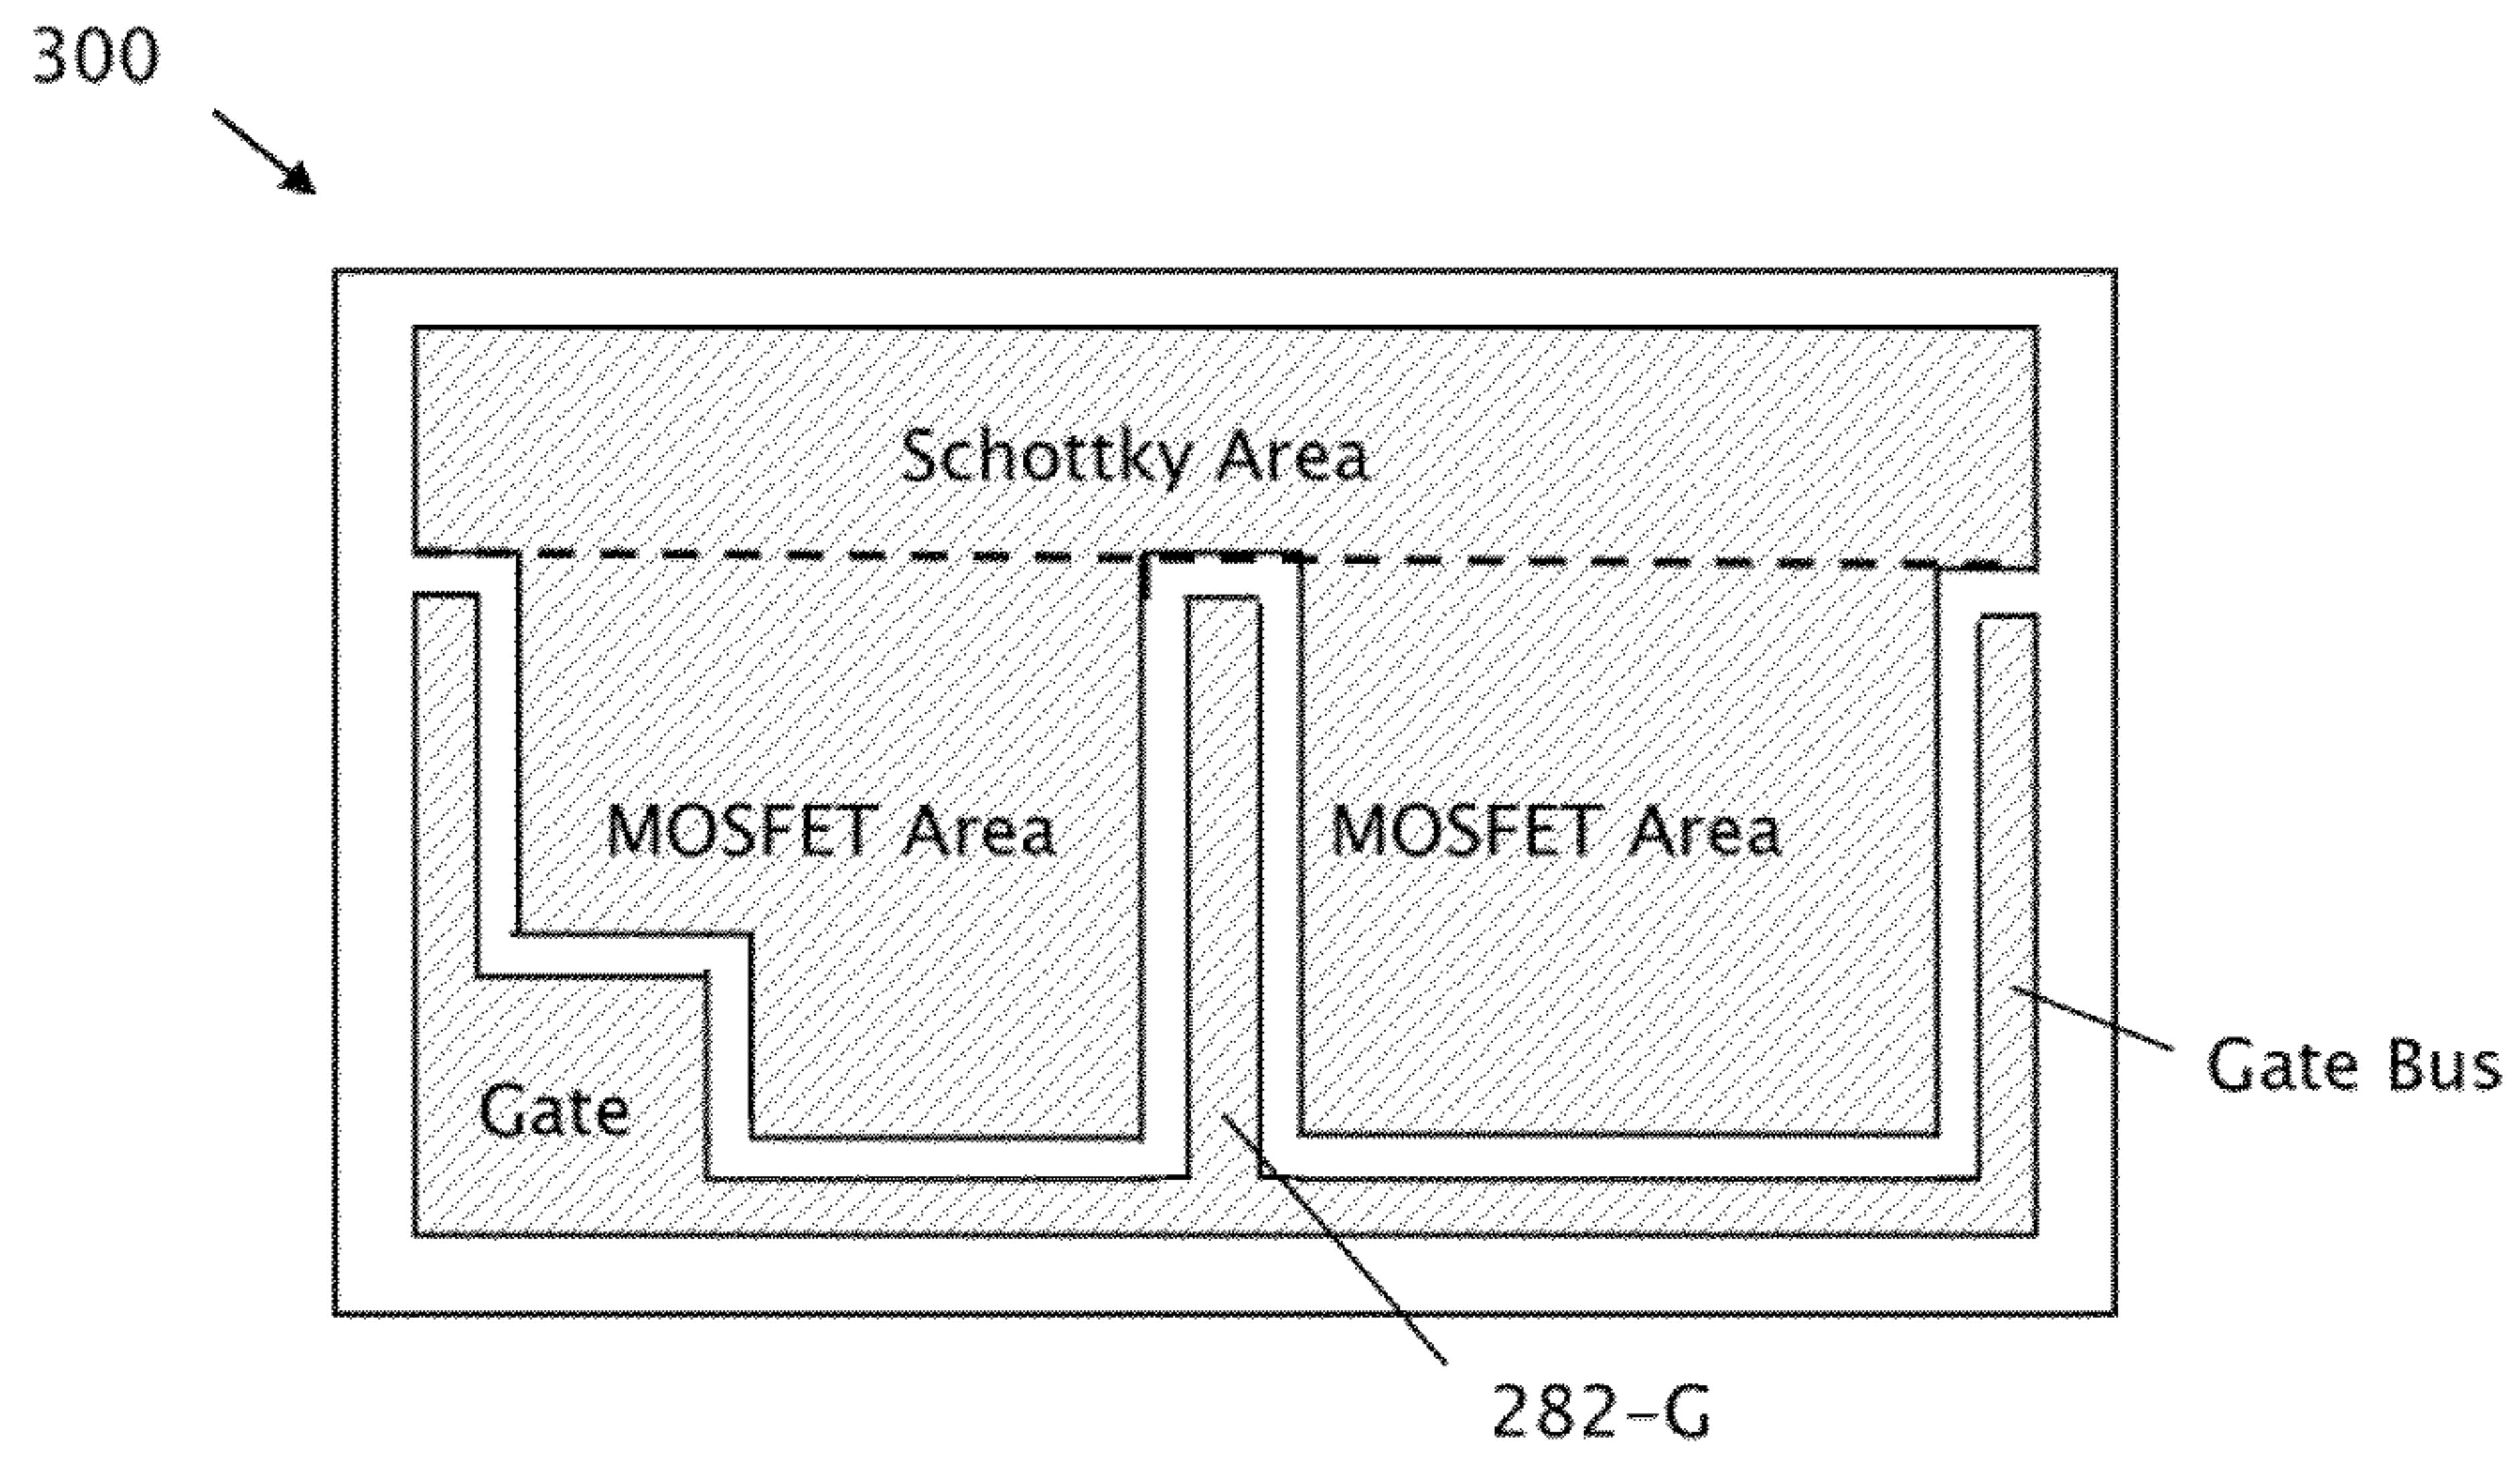 300
Schottky Area
MOSFET Area
MOSFET Area
Gate Bus
Gate
282-G